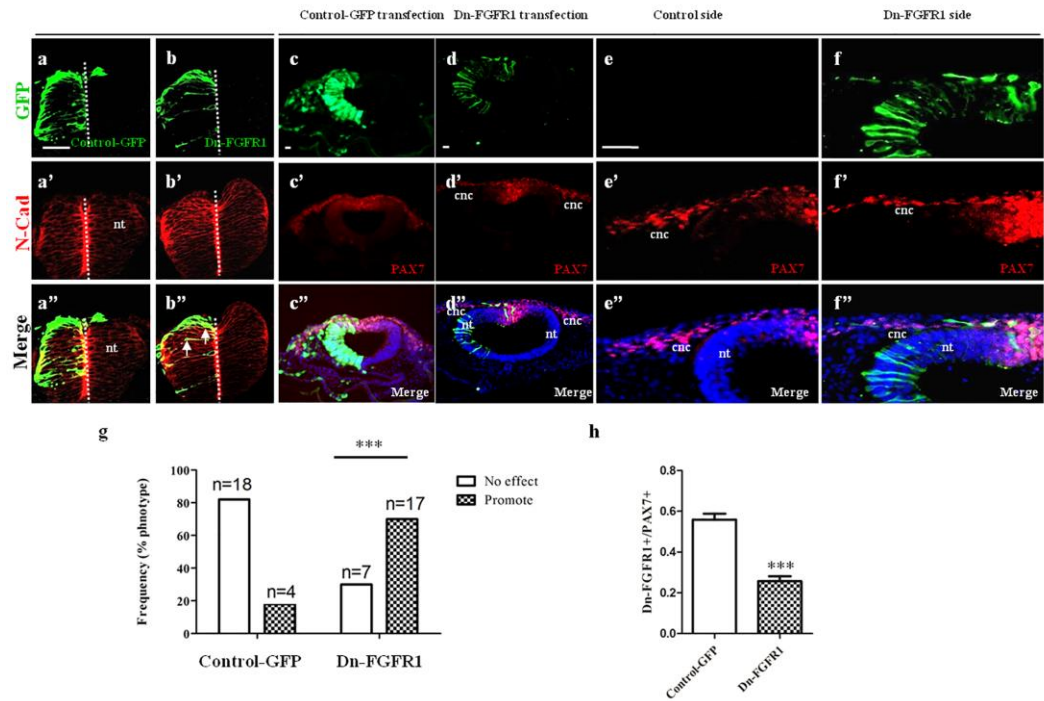 Control-GFP transfection Dn-FGFR1 transfection Control side Dn-FGFR1 side
GFP
a b c d e f
Control-GFP Dn-FGFR1
N-Cad
a' b' c' d' e' f'
nt cnc cnc cnc cnc
PAX7 PAX7 PAX7 PAX7
Merge
a" b" c" d" e" f"
nt cnc nt cnc cnc nt cnc nt
Merge Merge Merge Merge
g
***
Frequency (% phnotype)
100
80
60
40
20
0
n=18
n=4
n=7
n=17
No effect
Promote
Control-GFP Dn-FGFR1
h
Dn-FGFR1+/PAX7+
0.8
0.6
0.4
0.2
0.0
***
Control-GFP
Dn-FGFR1